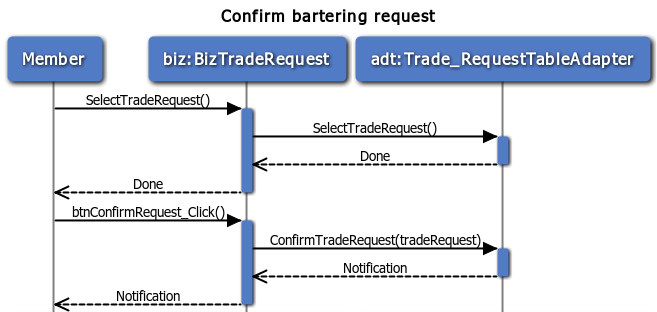 Confirm bartering request
Member
biz:BizTradeRequest
adt:Trade_RequestTableAdapter
SelectTradeRequest()
SelectTradeRequest()
Done
Done
btnConfirmRequest_Click()
ConfirmTradeRequest(tradeRequest)
Notification
Notification